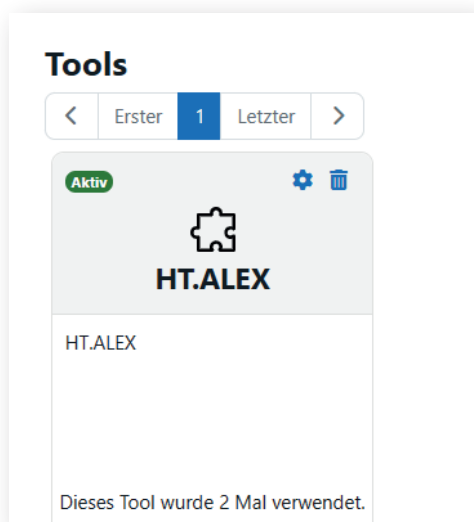 Tools
Erster 1 Letzter
Aktiv
HT.ALEX
HT.ALEX
Dieses Tool wurde 2 Mal verwendet.